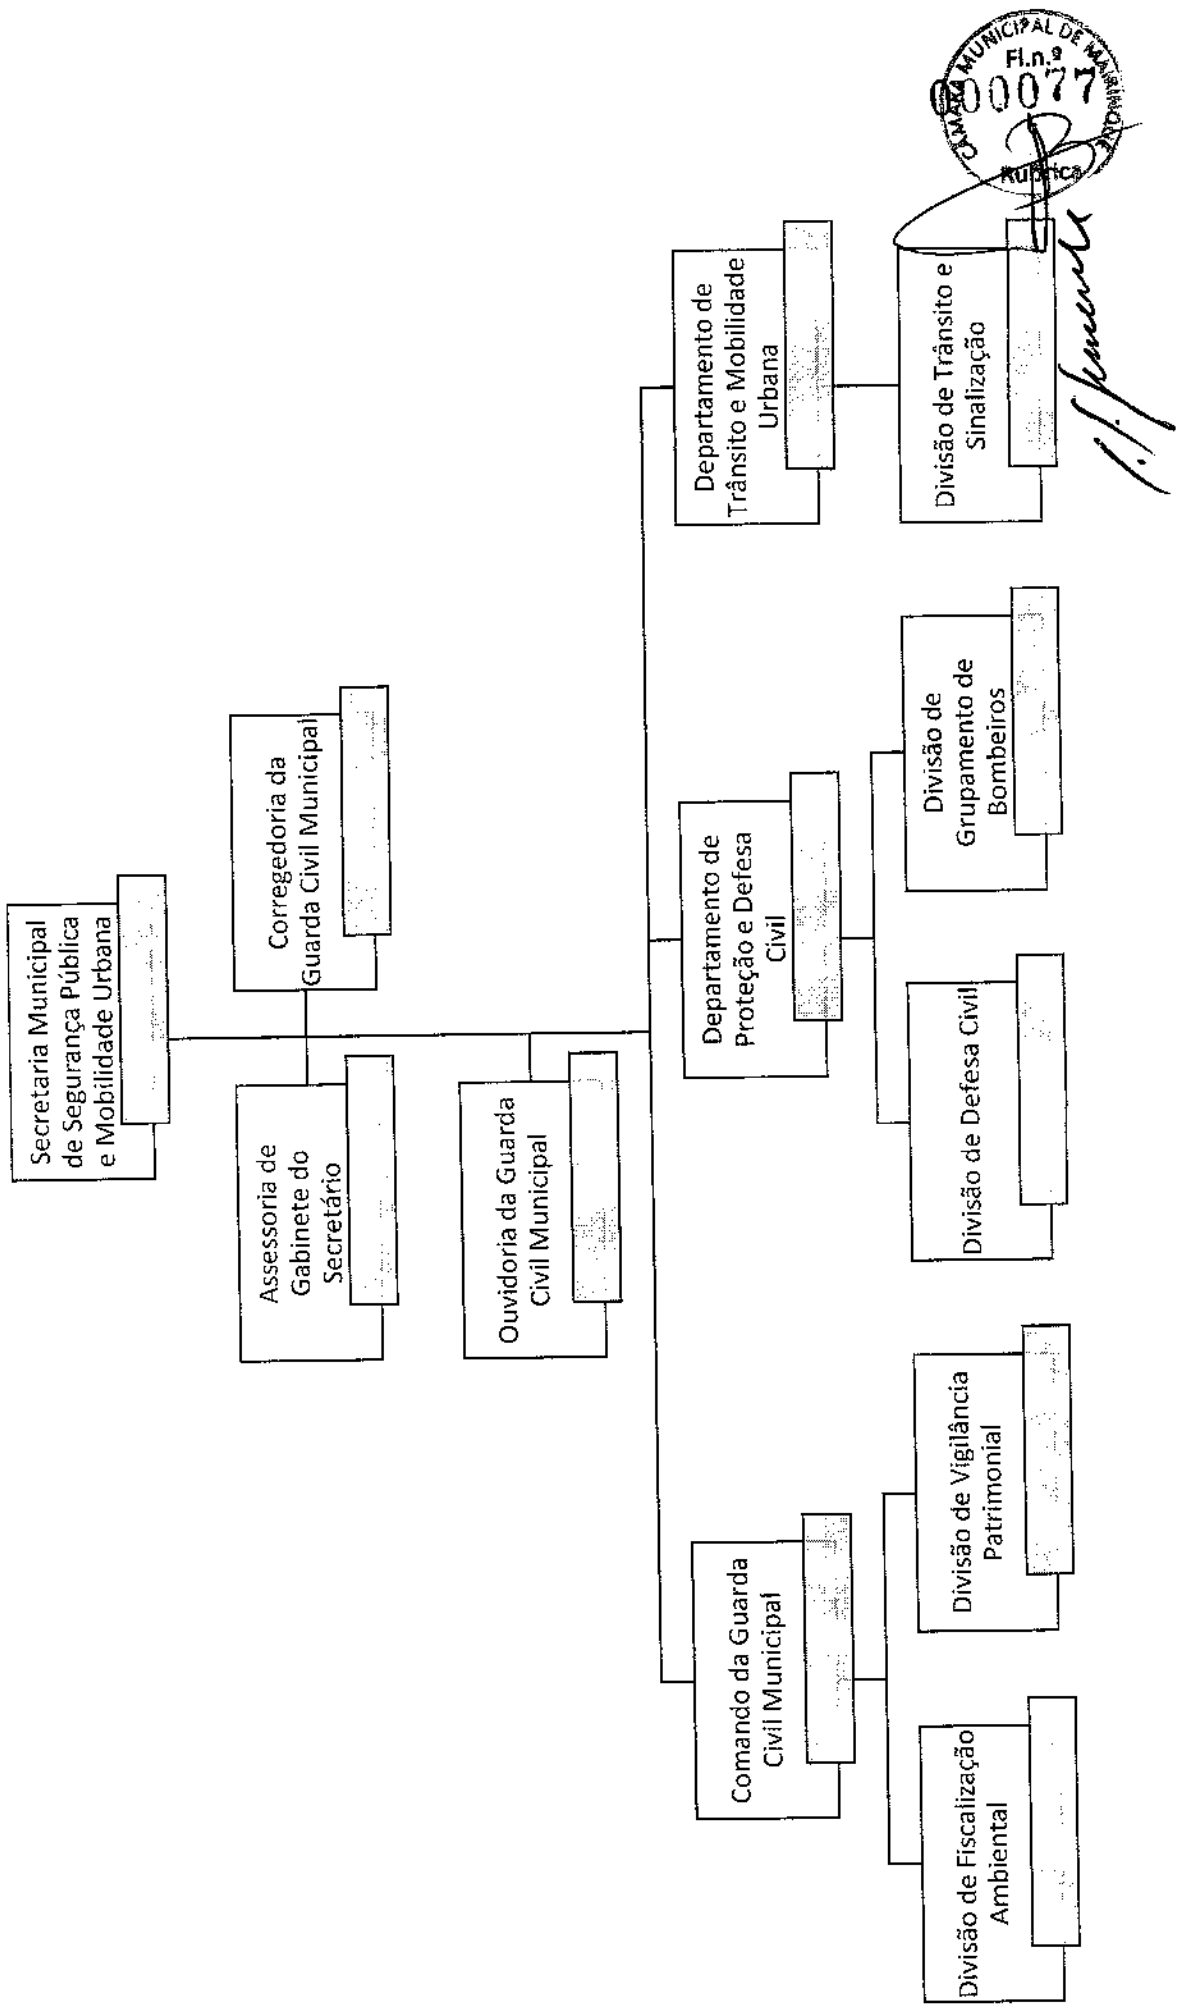 Secretaria Municipal
de Segurança Pública
e Mobilidade Urbana
Assessoria de
Gabinete do
Secretário
Corregedoria da
Guarda Civil Municipal
Ouvidoria da Guarda
Civil Municipal
Comando da Guarda
Civil Municipal
Departamento de
Proteção e Defesa
Civil
Departamento de
Trânsito e Mobilidade
Urbana
Divisão de Fiscalização
Ambiental
Divisão de Vigilância
Patrimonial
Divisão de Defesa Civil
Divisão de
Grupamento de
Bombeiros
Divisão de Trânsito e
Sinalização
CÂMARA MUNICIPAL DE MAIRINQUE
Fl.n.º
000077
Rubrica